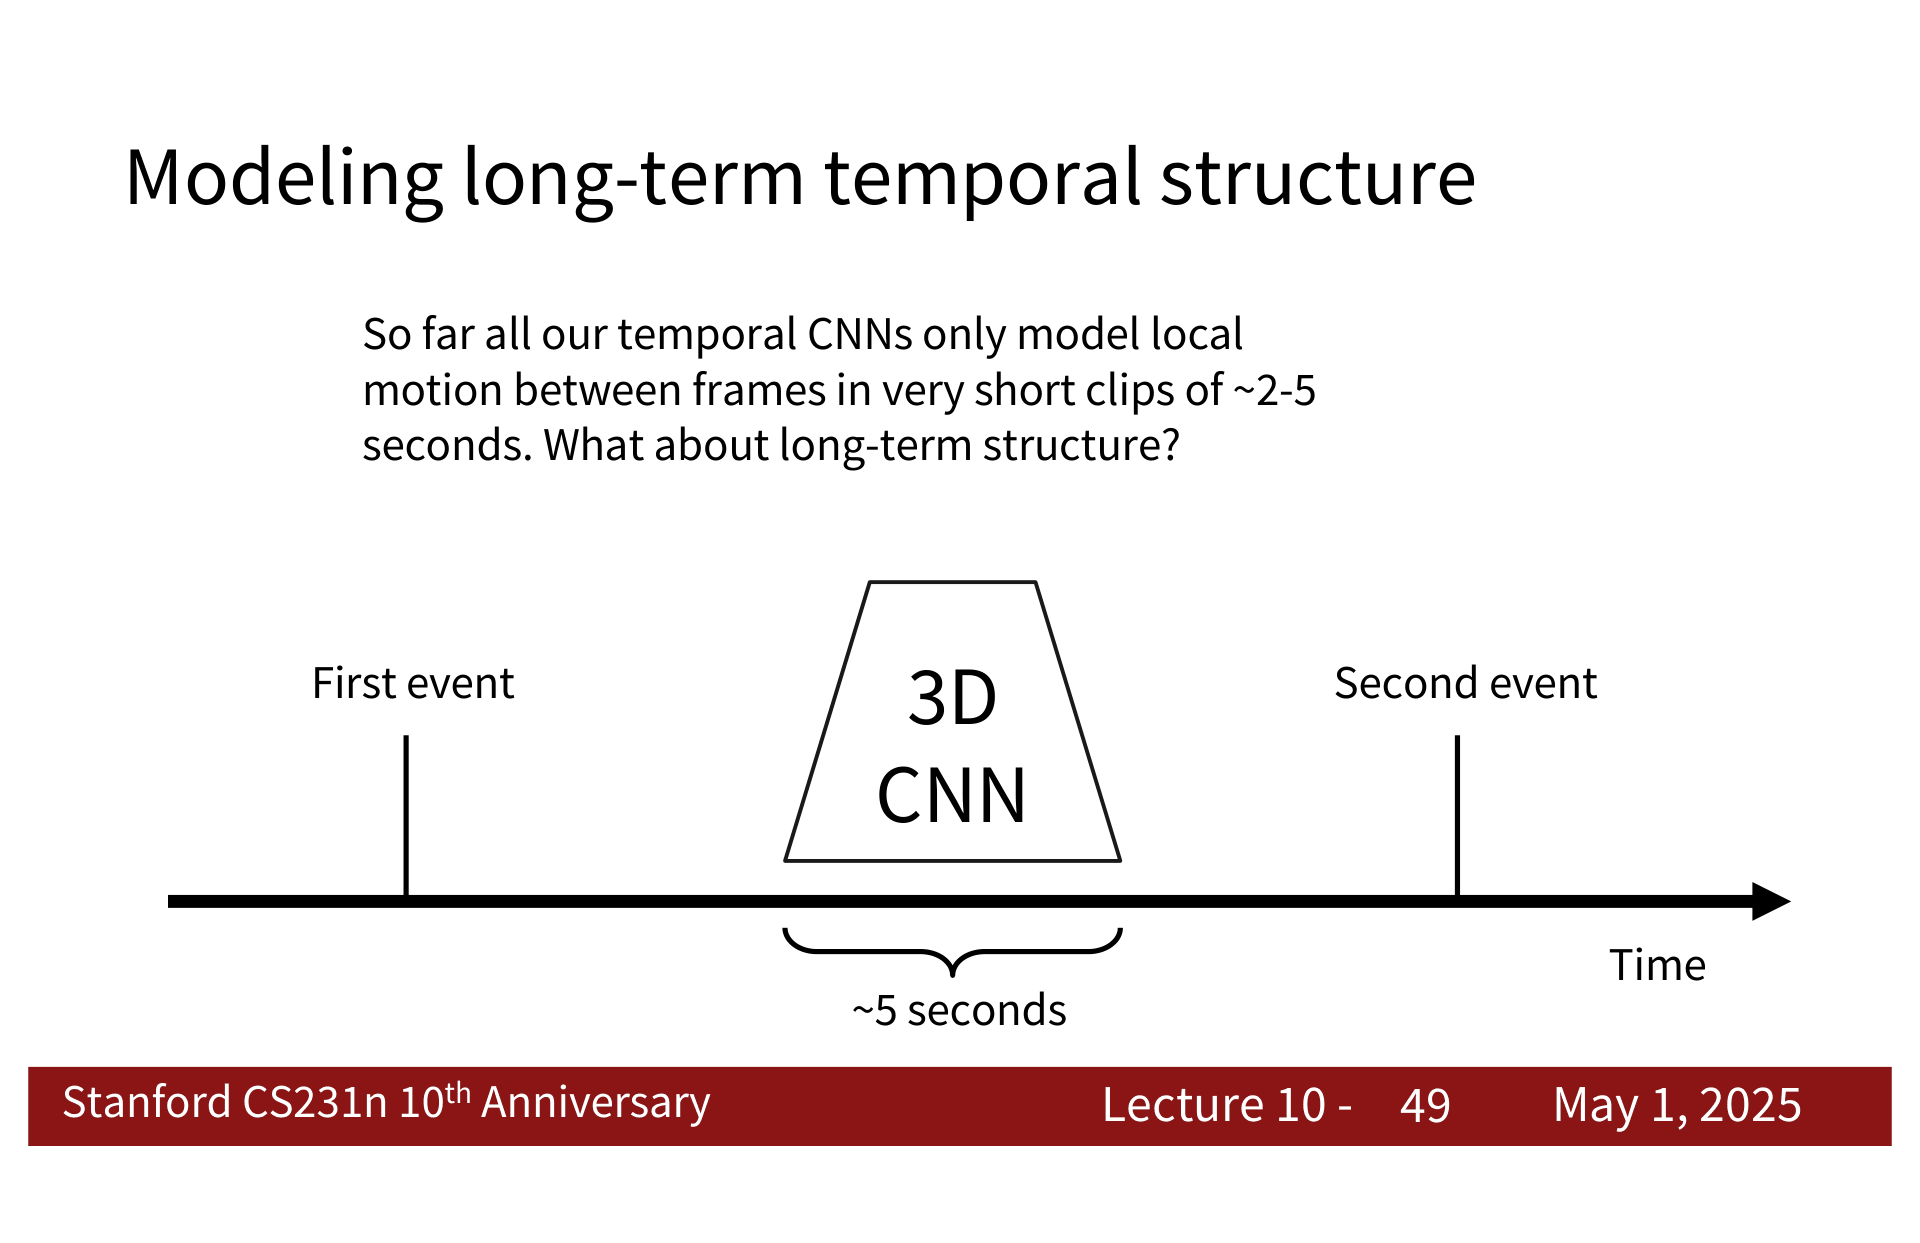 Modeling long-term temporal structure
So far all our temporal CNNs only model local
motion between frames in very short clips of ~2-5
seconds. What about long-term structure?
First event
3D
CNN
Second event
Time
~5 seconds
Stanford CS231n 10th Anniversary
Lecture 10 - 49
May 1, 2025